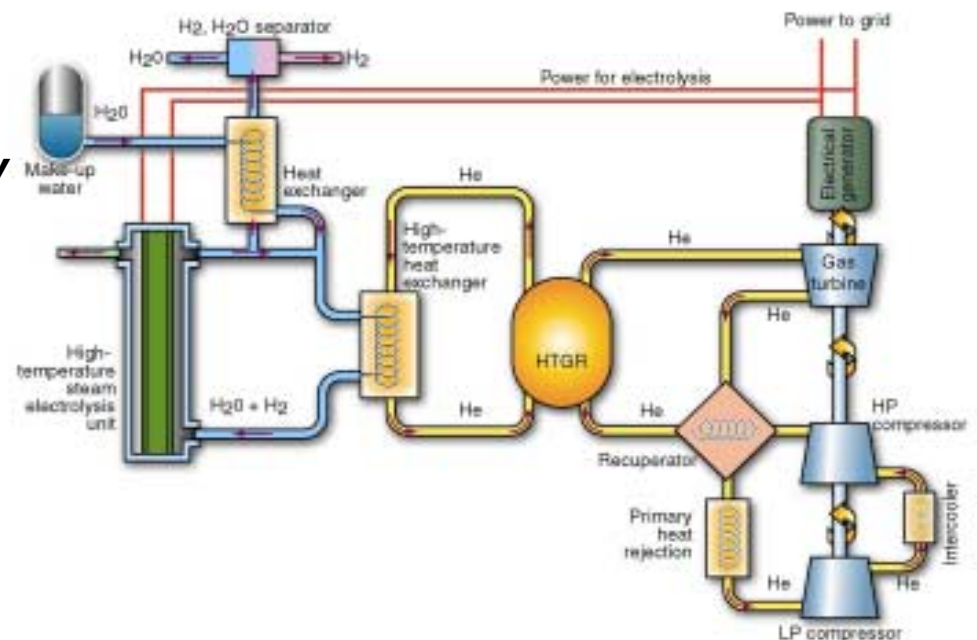 H2, H2O separator
H2O
H2
Power to grid
Power for electrolysis
H20
Make-up
water
Heat
exchanger
Electrical
generator
He
High-
temperature
heat
exchanger
He
Gas
turbine
He
HTGR
High-
temperature
steam
electrolysis
unit
H20 + H2
He
He
HP
compressor
Recuperator
Primary
heat
rejection
Intercooler
He
He
LP compressor